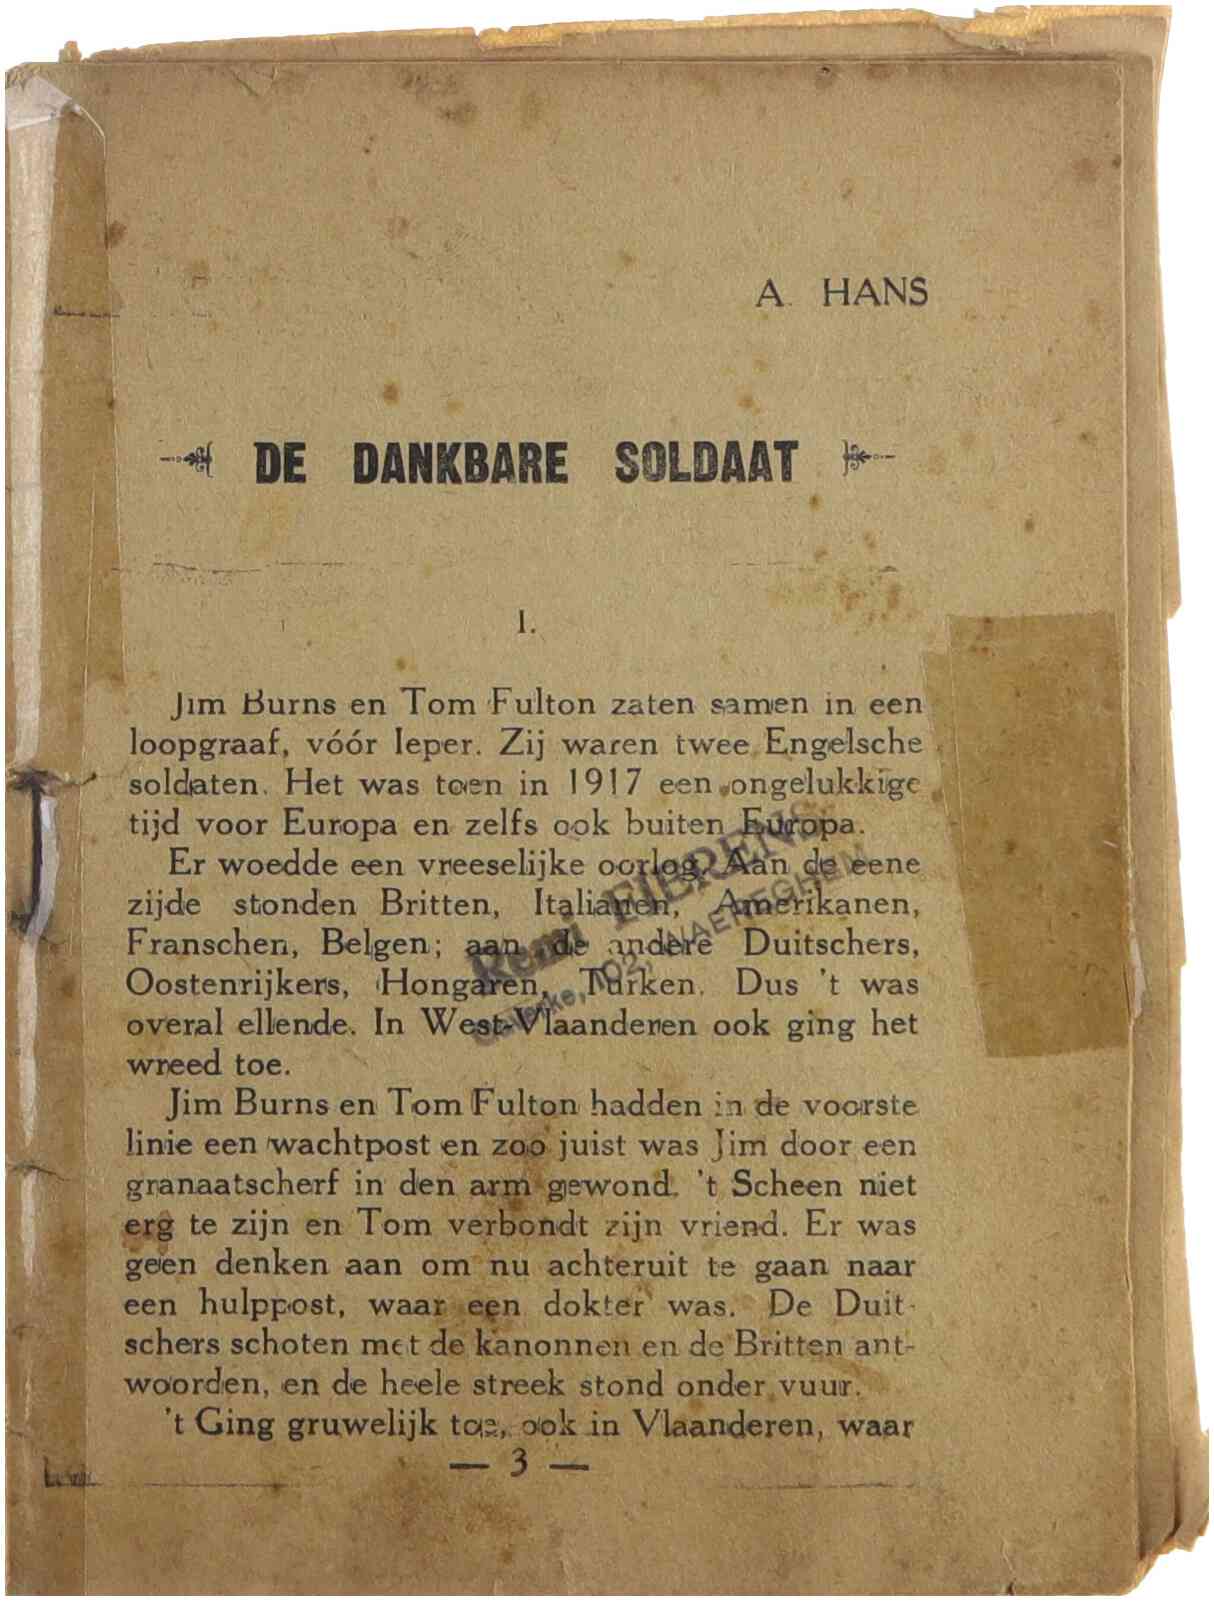 A. HANS
DE DANKBARE SOLDAAT
I.
Jim Burns en Tom Fulton zaten samen in een
loopgraaf, vóór Ieper. Zij waren twee Engelsche
soldaten. Het was toen in 1917 een ongelukkige
tijd voor Europa en zelfs ook buiten Europa.
Er woedde een vreeselijke oorlog. Aan de eene
zijde stonden Britten, Italianen, Amerikanen,
Franschen, Belgen; aan de andere Duitschers,
Oostenrijkers, Hongaren, Turken. Dus 't was
overal ellende. In West-Vlaanderen ook ging het
wreed toe.
Jim Burns en Tom Fulton hadden in de voorste
linie een wachtpost en zoo juist was Jim door een
granaatscherf in den arm gewond. 't Scheen niet
erg te zijn en Tom verbondt zijn vriend. Er was
geen denken aan om nu achteruit te gaan naar
een hulppost, waar een dokter was. De Duit-
schers schoten met de kanonnen en de Britten ant-
woorden, en de heele streek stond onder vuur.
't Ging gruwelijk toe, ook in Vlaanderen, waar
— 3 —
Remi FIERENS
102, WAEREGHEM